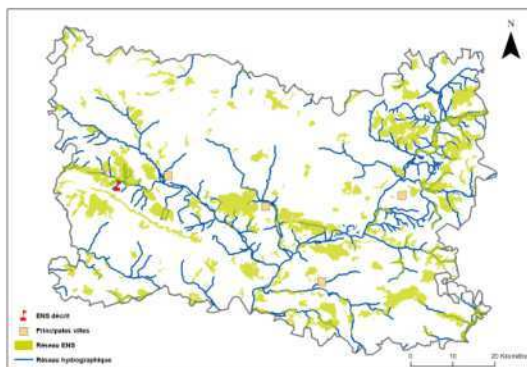 N
ENS décrit
Principales villes
Réseau ENS
Réseau hydrographique
0 10 20 Kilomètres